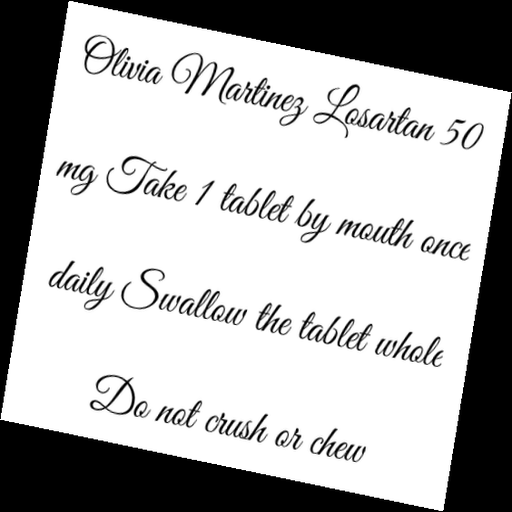 Olivia Martinez Losartan 50
mg Take 1 tablet by mouth once
daily Swallow the tablet whole
Do not crush or chew